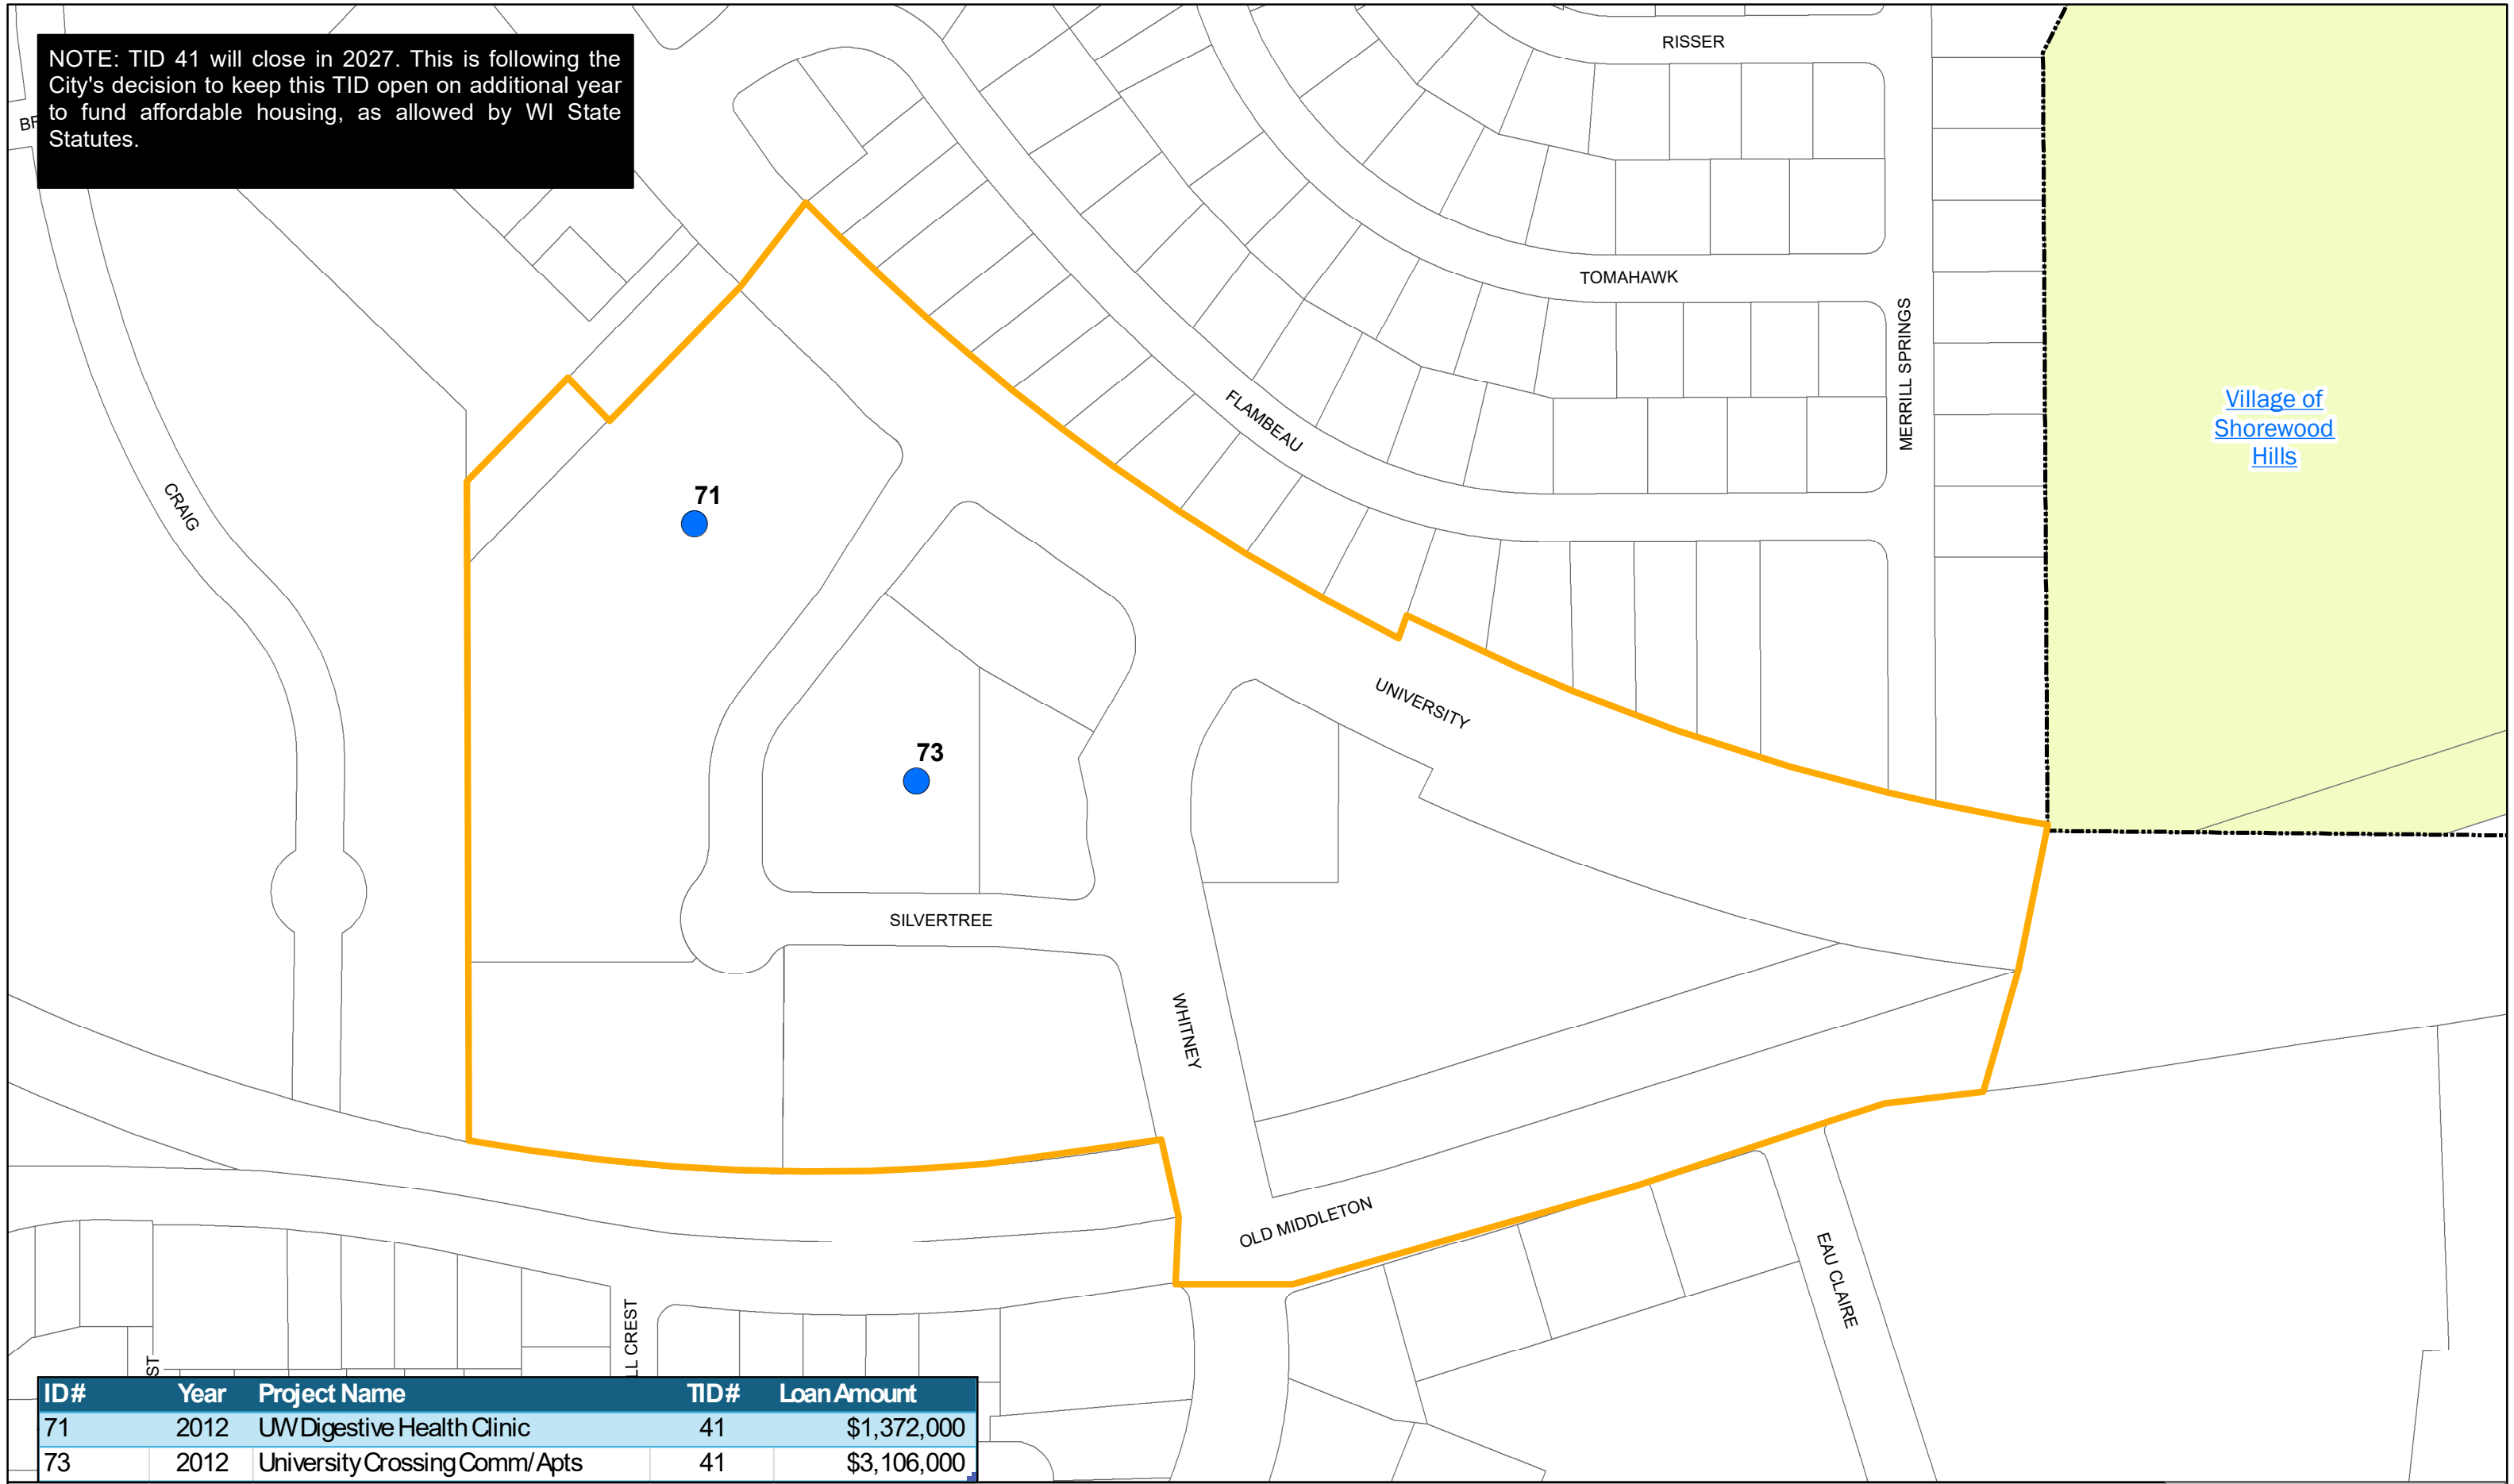 NOTE: TID 41 will close in 2027. This is following the
City's decision to keep this TID open on additional year
to fund affordable housing, as allowed by WI State
Statutes.
RISSER
TOMAHAWK
MERRILL SPRINGS
Village of
Shorewood
Hills
FLAMBEAU
CRAIG
71
UNIVERSITY
73
SILVERTREE
WHITNEY
OLD MIDDLETON
EAU CLAIRE
LL CREST
ST
ID# Year Project Name TID# Loan Amount
71 2012 UW Digestive Health Clinic 41 $1,372,000
73 2012 University Crossing Comm/Apts 41 $3,106,000